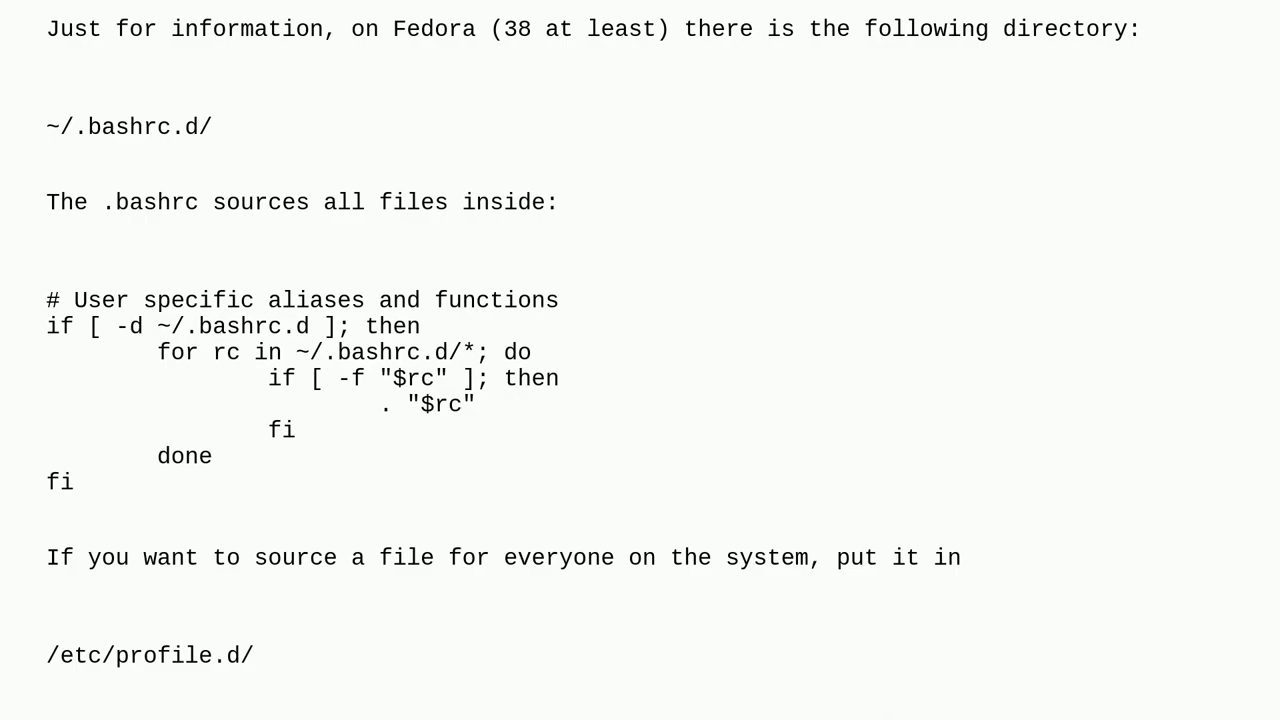 Just for information, on Fedora (38 at least) there is the following directory:
~/.bashrc.d/
The .bashrc sources all files inside:
# User specific aliases and functions
if [ -d ~/.bashrc.d ]; then
        for rc in ~/.bashrc.d/*; do
                if [ -f "$rc" ]; then
                        . "$rc"
                fi
        done
fi
If you want to source a file for everyone on the system, put it in
/etc/profile.d/